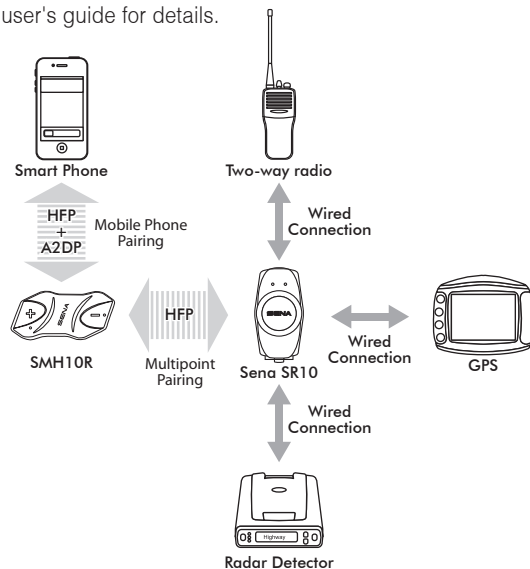 user's guide for details.
Smart Phone
Two-way radio
HFP
+
A2DP
Mobile Phone
Pairing
Wired
Connection
SENA
SMH10R
HFP
Multipoint
Pairing
SENA
Sena SR10
Wired
Connection
GPS
Wired
Connection
Highway
Radar Detector